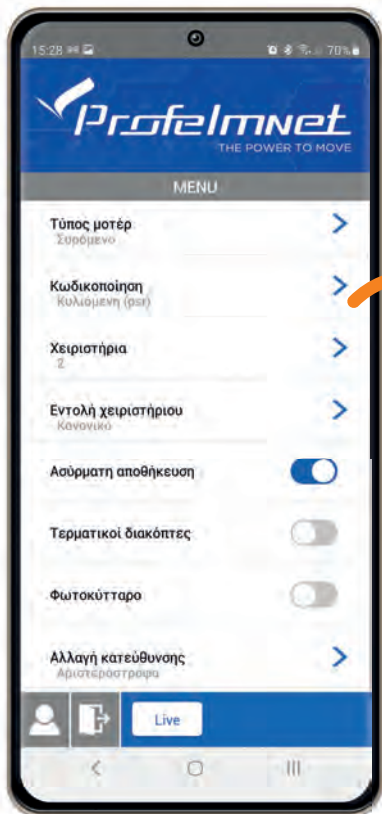 15:28
70%
Profelmnet
THE POWER TO MOVE
MENU
Τύπος μοτέρ
Συρόμενο
Κωδικοποίηση
Κυλιόμενη (psr)
Χειριστήρια
2
Εντολή χειριστήριου
Κανονικό
Ασύρματη αποθήκευση
Τερματικοί διακόπτες
Φωτοκύτταρο
Αλλαγή κατεύθυνσης
Αριστερόστροφα
Live